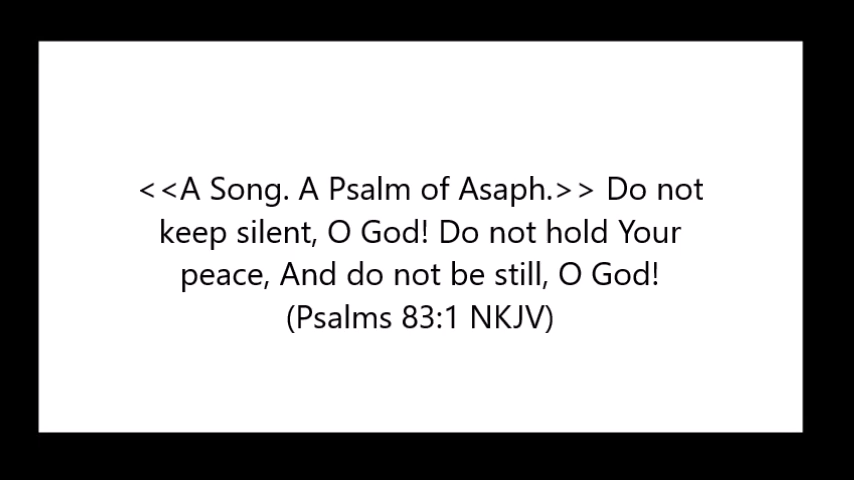 <<A Song. A Psalm of Asaph.>> Do not
keep silent, O God! Do not hold Your
peace, And do not be still, O God!
(Psalms 83:1 NKJV)